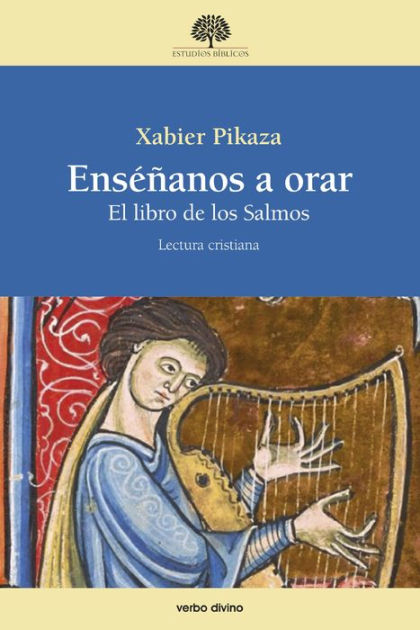 ESTUDIOS BÍBLICOS
Xabier Pikaza
Enséñanos a orar
El libro de los Salmos
Lectura cristiana
verbo divino